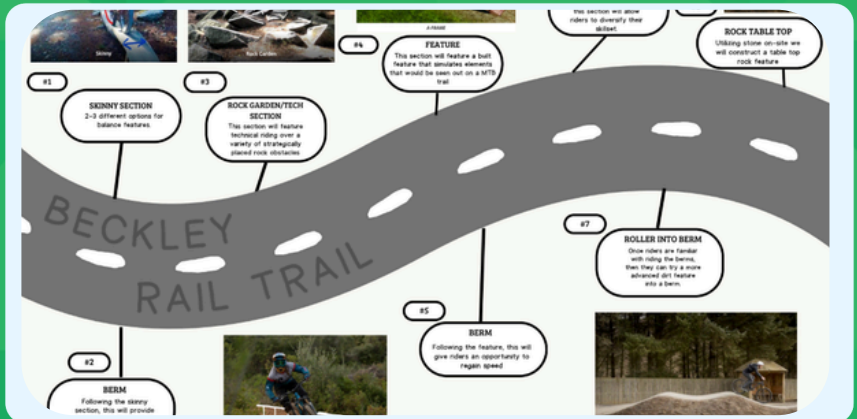 Skinny
Rock Garden
A-FRAME
this section will allow
riders to diversify their
skillset
ROCK TABLE TOP
Utilizing stone on-site we
will construct a table top
rock feature
#4
FEATURE
This section will feature a built
feature that simulates elements
that would be seen out on a MTB
trail
#1
SKINNY SECTION
2-3 different options for
balance features
#3
ROCK GARDEN/TECH
SECTION
This section will feature
technical riding over a
variety of strategically
placed rock obstacles
BECKLEY
RAIL TRAIL
#7
ROLLER INTO BERM
Once riders are familiar
with riding the berms,
then they can try a more
advanced dirt feature
into a berm.
#5
BERM
Following the feature, this will
give riders an opportunity to
regain speed
#2
BERM
Following the skinny
section, this will provide